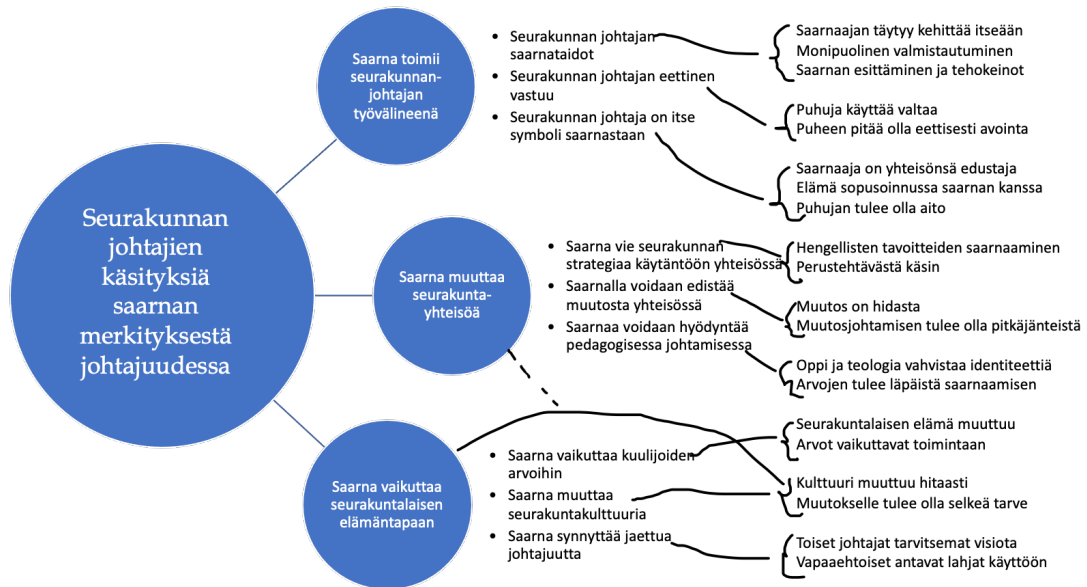 Seurakunnan
johtajien
käsityksiä
saarnan
merkityksestä
johtajuudessa
Saarna toimii
seurakunnan-
johtajan
työvälineenä
• Seurakunnan johtajan
saarnataidot
• Seurakunnan johtajan eettinen
vastuu
• Seurakunnan johtaja on itse
symboli saarnastaan
Saarnaajan täytyy kehittää itseään
Monipuolinen valmistautuminen
Saarnan esittäminen ja tehokeinot
Puhuja käyttää valtaa
Puheen pitää olla eettisesti avointa
Saarnaaja on yhteisönsä edustaja
Elämä sopusoinnussa saarnan kanssa
Puhujan tulee olla aito
Saarna muuttaa
seurakunta-
yhteisöä
• Saarna vie seurakunnan
strategiaa käytäntöön yhteisössä
• Saarnalla voidaan edistää
muutosta yhteisössä
• Saarnaa voidaan hyödyntää
pedagogisessa johtamisessa
Hengellisten tavoitteiden saarnaaminen
Perustehtävästä käsin
Muutos on hidasta
Muutosjohtamisen tulee olla pitkäjänteistä
Oppi ja teologia vahvistaa identiteettiä
Arvojen tulee läpäistä saarnaamisen
Saarna vaikuttaa
seurakuntalaisen
elämäntapaan
• Saarna vaikuttaa kuulijoiden
arvoihin
• Saarna muuttaa
seurakuntakulttuuria
• Saarna synnyttää jaettua
johtajuutta
Seurakuntalaisen elämä muuttuu
Arvot vaikuttavat toimintaan
Kulttuuri muuttuu hitaasti
Muutokselle tulee olla selkeä tarve
Toiset johtajat tarvitsemat visiota
Vapaaehtoiset antavat lahjat käyttöön